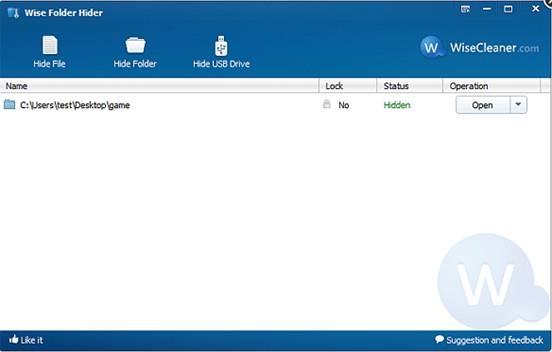 Wise Folder Hider
Hide File Hide Folder Hide USB Drive
W WiseCleaner.com
Name Lock Status Operation
C:\Users\test\Desktop\game No Hidden Open
W
Like it Suggestion and feedback